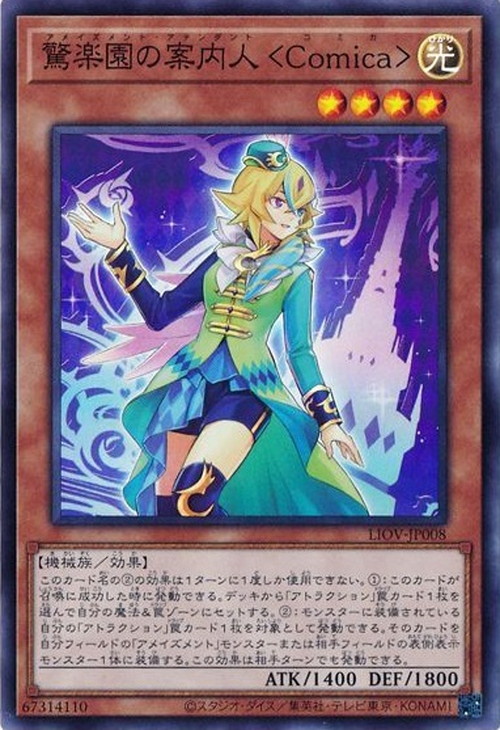 アメイズメント・アテンダント コミカ
驚楽園の案内人 <Comica>
ひかり
光
LIOV-JP008
【機械族／効果】
このカード名の②の効果は１ターンに１度しか使用できない。①：このカードが
召喚に成功した時に発動できる。デッキから「アトラクション」罠カード１枚を
選んで自分の魔法＆罠ゾーンにセットする。②：モンスターに装備されている
自分の「アトラクション」罠カード１枚を対象として発動できる。そのカードを
自分フィールドの「アメイズメント」モンスターまたは相手フィールドの表側表示
モンスター１体に装備する。この効果は相手ターンでも発動できる。
ATK/1400 DEF/1800
67314110 ©スタジオ・ダイス／集英社・テレビ東京・KONAMI